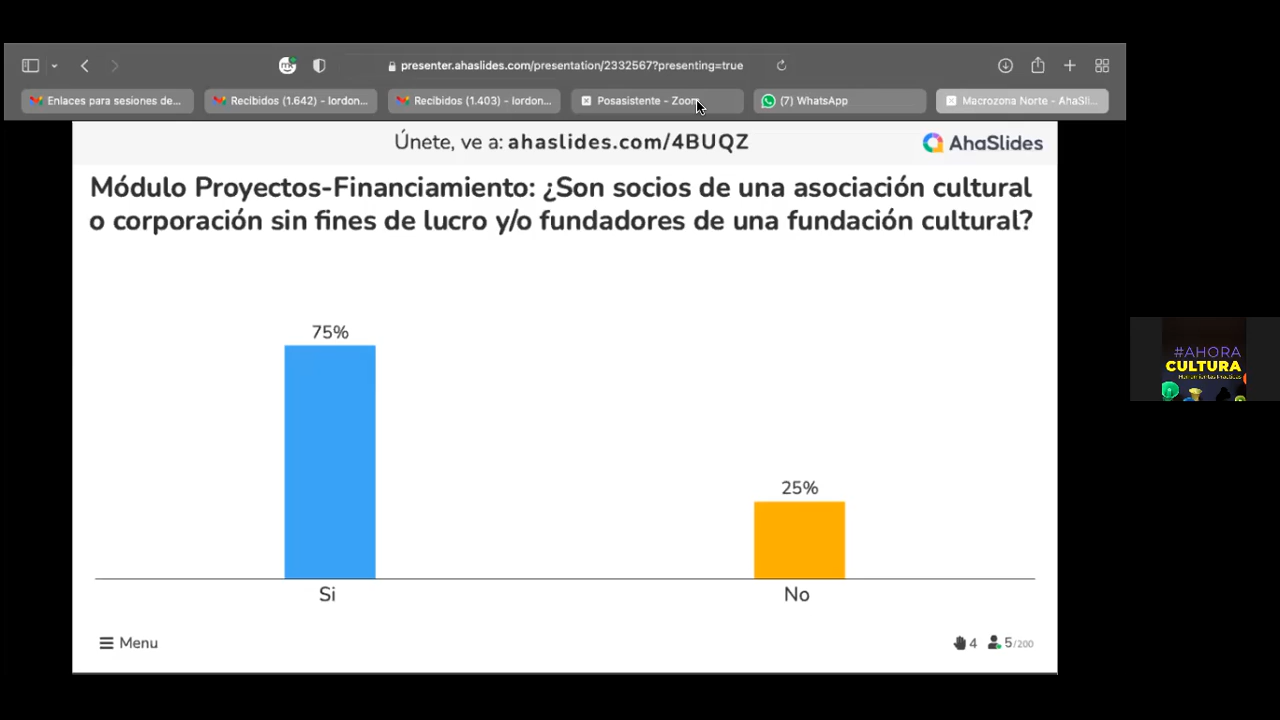 presenter.ahaslides.com/presentation/2332567?presenting=true
Enlaces para sesiones de...
Recibidos (1.642) - lordon...
Recibidos (1.403) - lordon...
Posasistente - Zoom
(7) WhatsApp
Macrozona Norte - AhaSli...
Únete, ve a: ahaslides.com/4BUQZ
AhaSlides
Módulo Proyectos-Financiamiento: ¿Son socios de una asociación cultural
o corporación sin fines de lucro y/o fundadores de una fundación cultural?
75%
25%
Si
No
Menu
4
5/200
#AHORA
CULTURA
Herramientas Prácticas